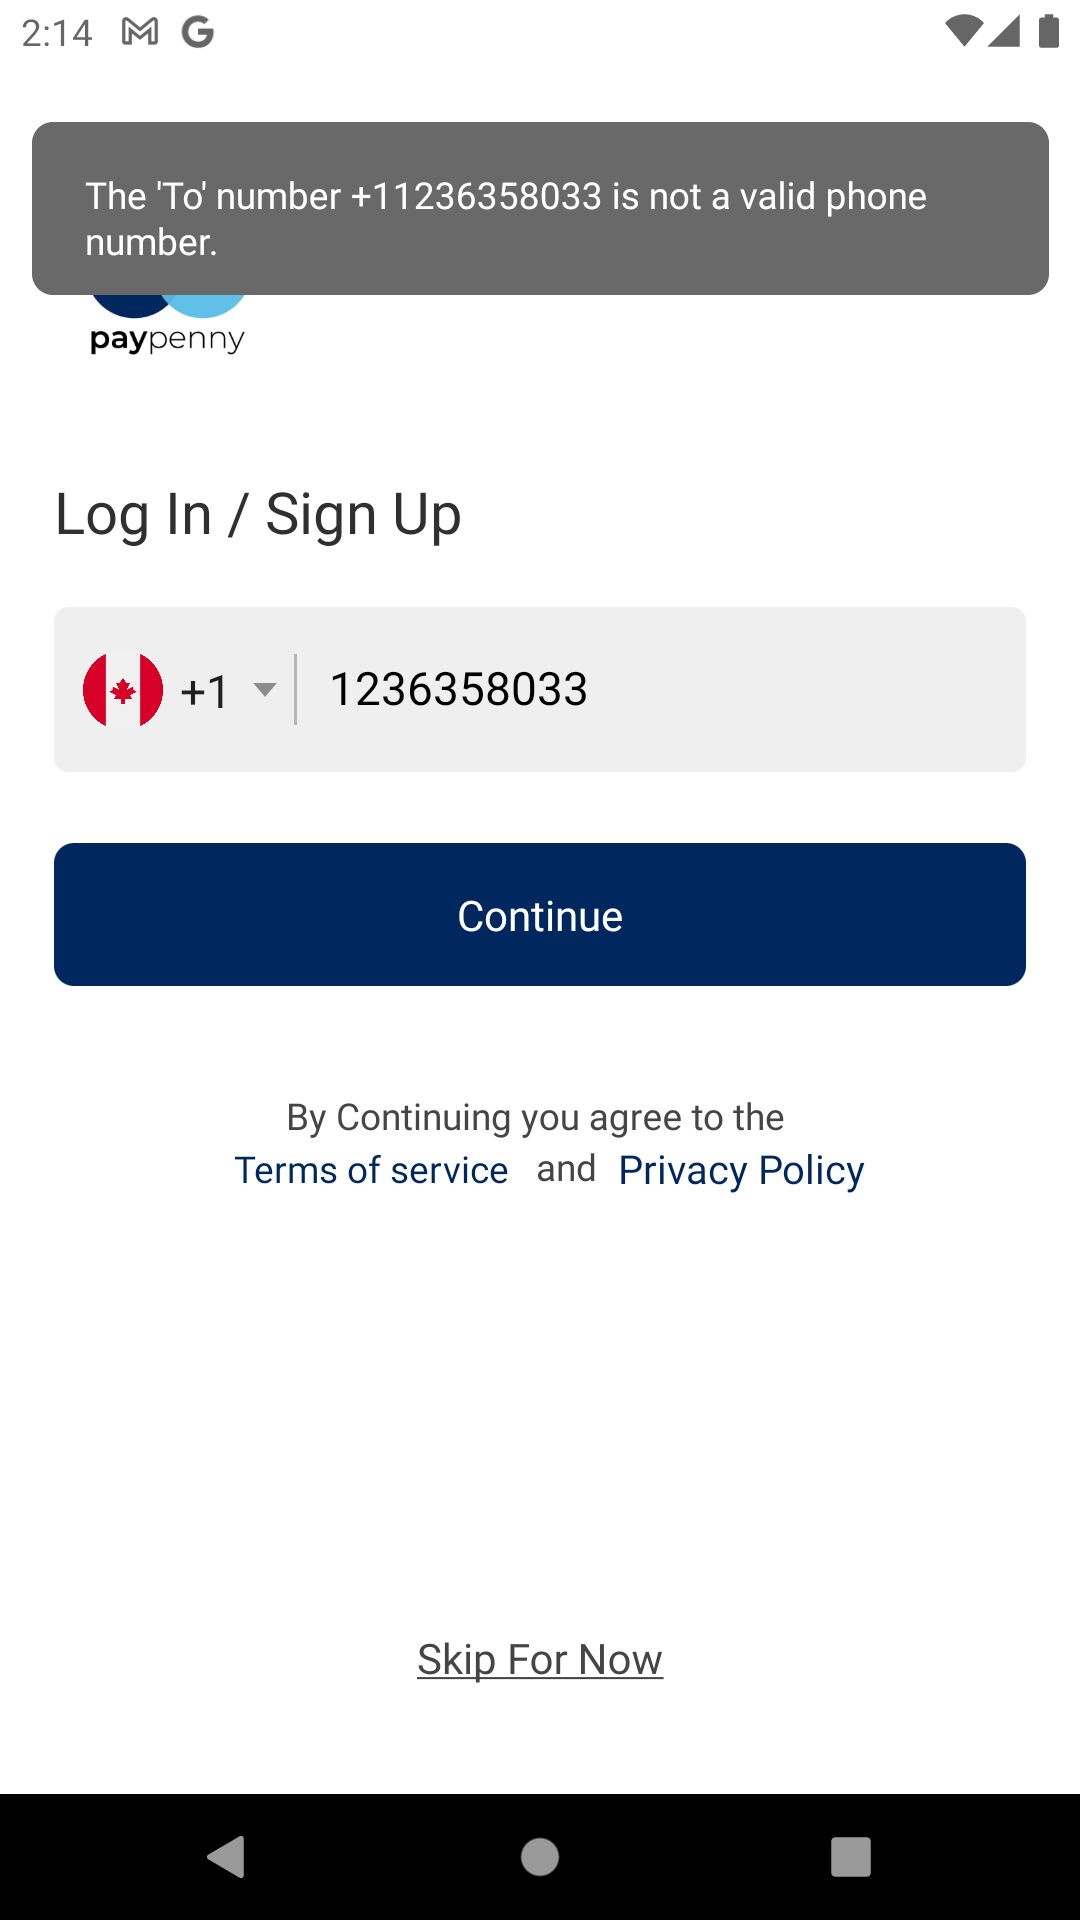 2:14
The 'To' number +11236358033 is not a valid phone
number.
paypenny
Log In / Sign Up
+1 1236358033
Continue
By Continuing you agree to the
Terms of service and Privacy Policy
Skip For Now